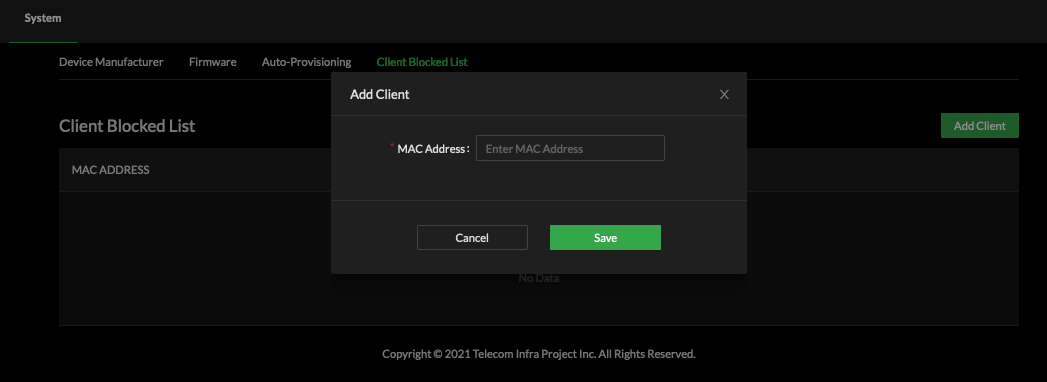 System
Device Manufacturer Firmware Auto-Provisioning Client Blocked List
Add Client X
Client Blocked List Add Client
* MAC Address: Enter MAC Address
MAC ADDRESS
Cancel Save
No Data
Copyright © 2021 Telecom Infra Project Inc. All Rights Reserved.